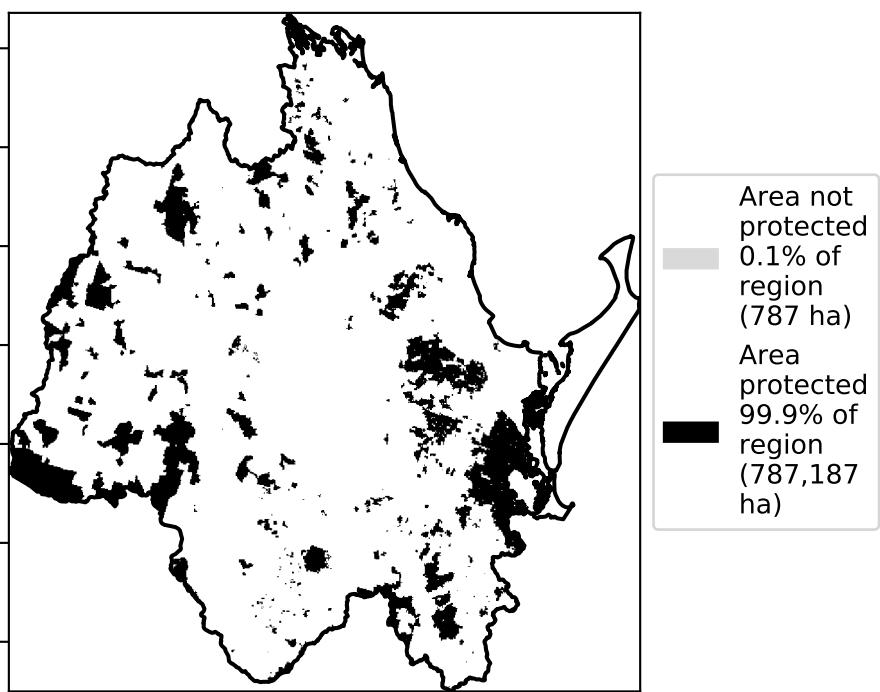 Area not
protected
0.1% of
region
(787 ha)
Area
protected
99.9% of
region
(787,187
ha)